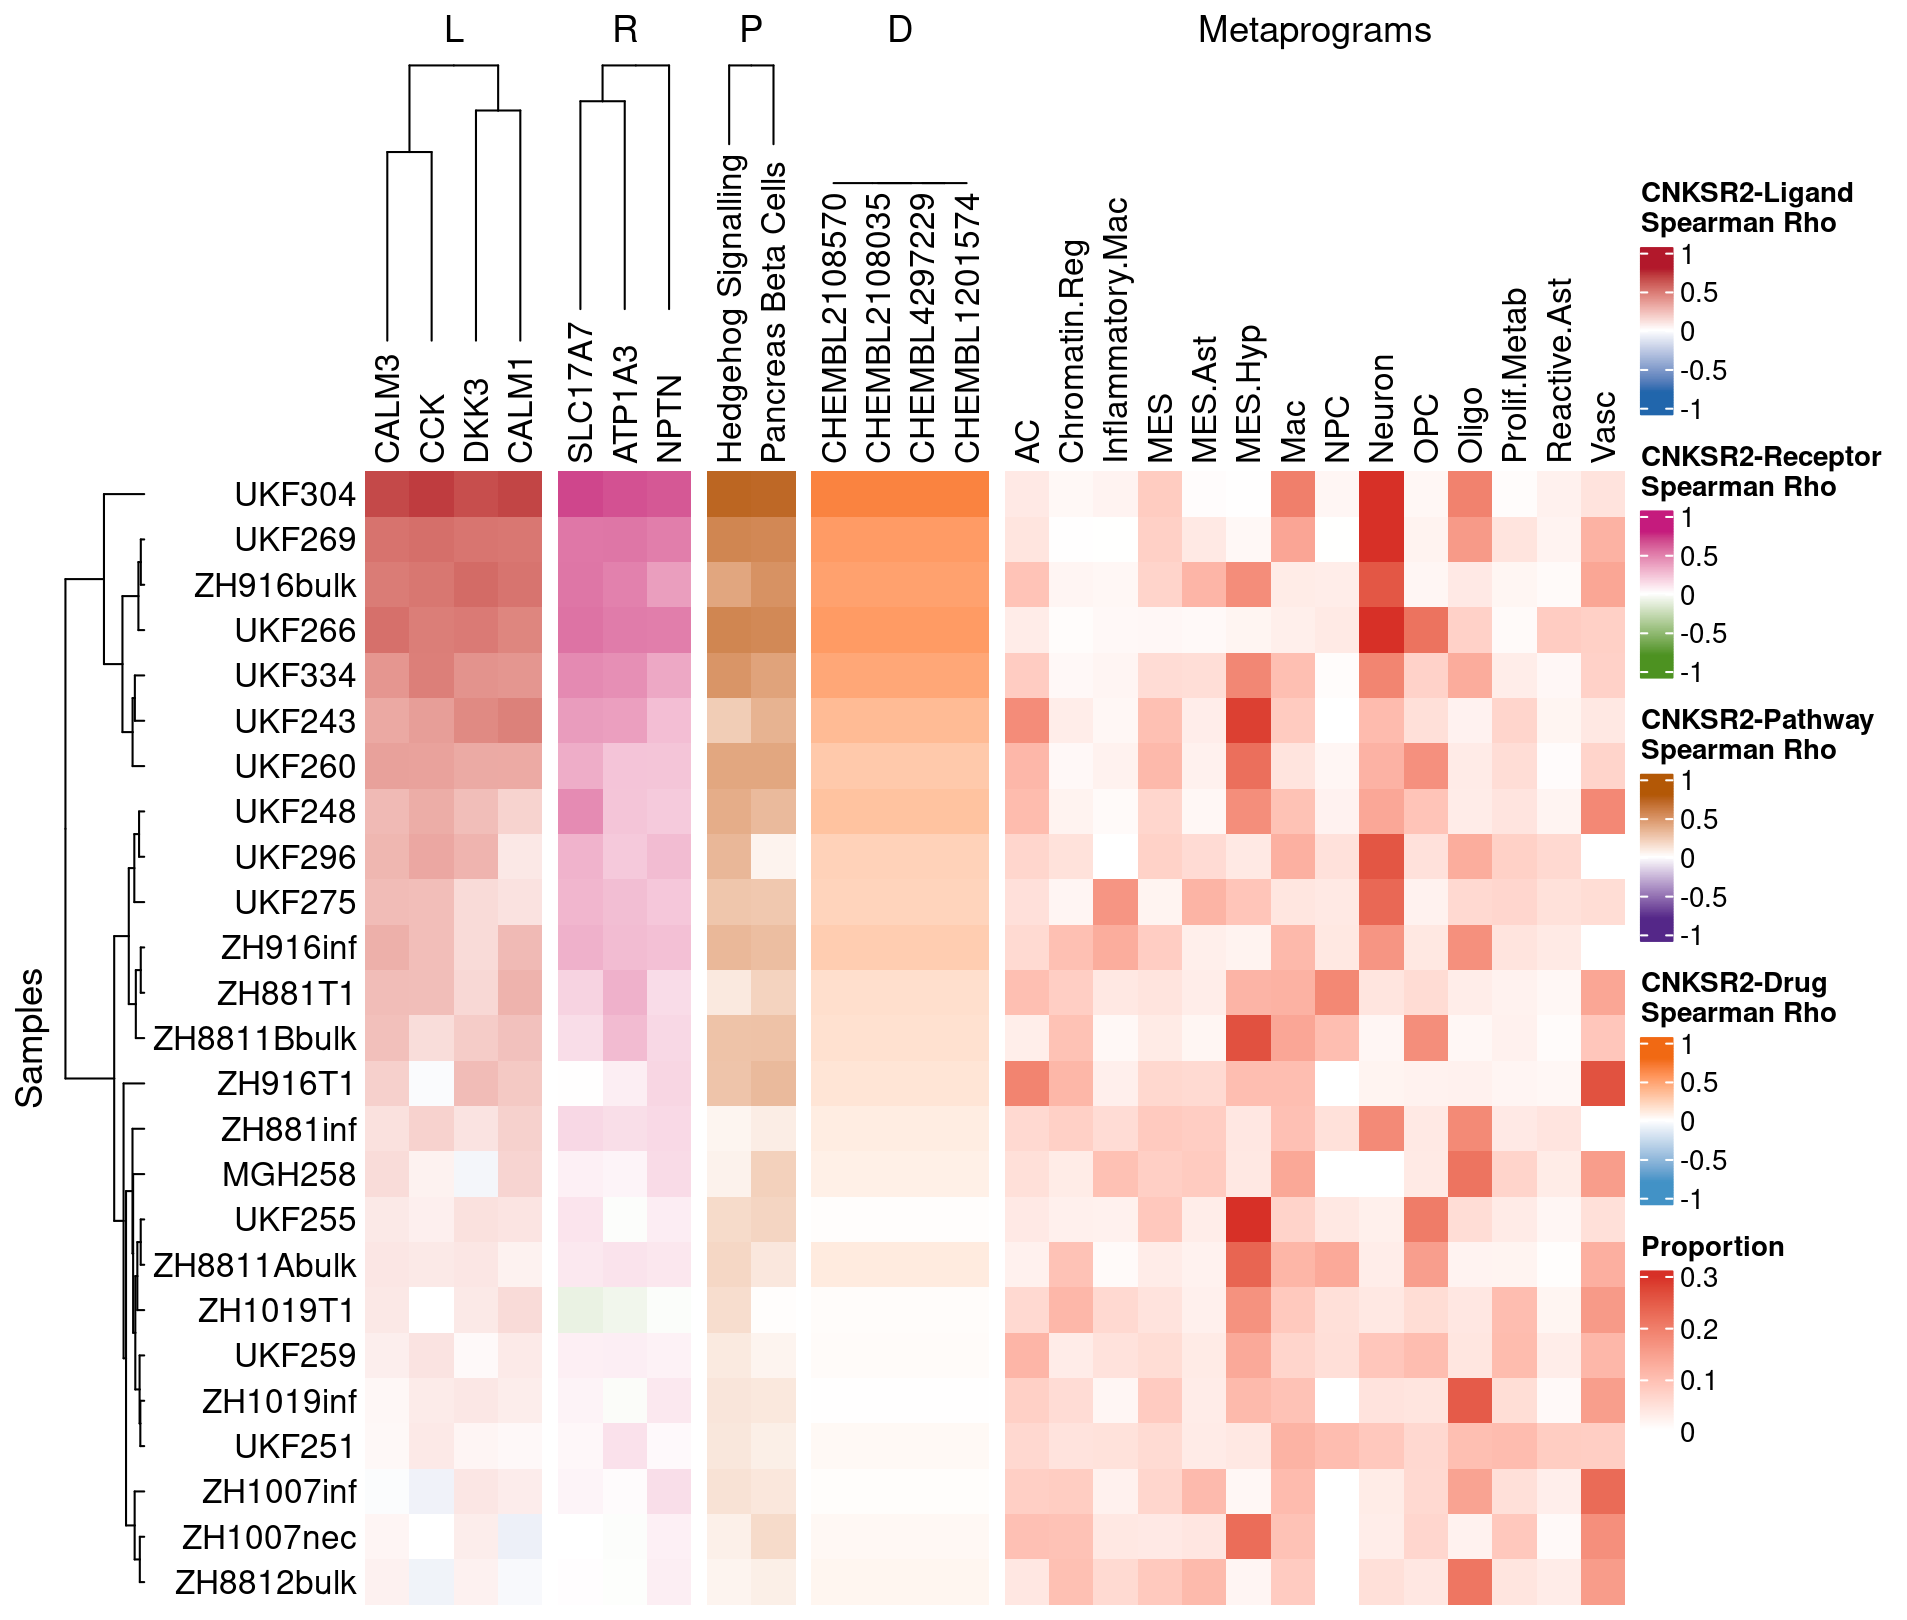 L R P D Metaprograms
CALM3 CCK DKK3 CALM1 SLC17A7 ATP1A3 NPTN Hedgehog Signalling Pancreas Beta Cells CHEMBL2108570 CHEMBL2108035 CHEMBL4297229 CHEMBL1201574 AC Chromatin.Reg Inflammatory.Mac MES MES.Ast MES.Hyp Mac NPC Neuron OPC Oligo Prolif.Metab Reactive.Ast Vasc
Samples
UKF304
UKF269
ZH916bulk
UKF266
UKF334
UKF243
UKF260
UKF248
UKF296
UKF275
ZH916inf
ZH881T1
ZH8811Bbulk
ZH916T1
ZH881inf
MGH258
UKF255
ZH8811Abulk
ZH1019T1
UKF259
ZH1019inf
UKF251
ZH1007inf
ZH1007nec
ZH8812bulk
CNKSR2-Ligand
Spearman Rho
1
0.5
0
-0.5
-1
CNKSR2-Receptor
Spearman Rho
1
0.5
0
-0.5
-1
CNKSR2-Pathway
Spearman Rho
1
0.5
0
-0.5
-1
CNKSR2-Drug
Spearman Rho
1
0.5
0
-0.5
-1
Proportion
0.3
0.2
0.1
0